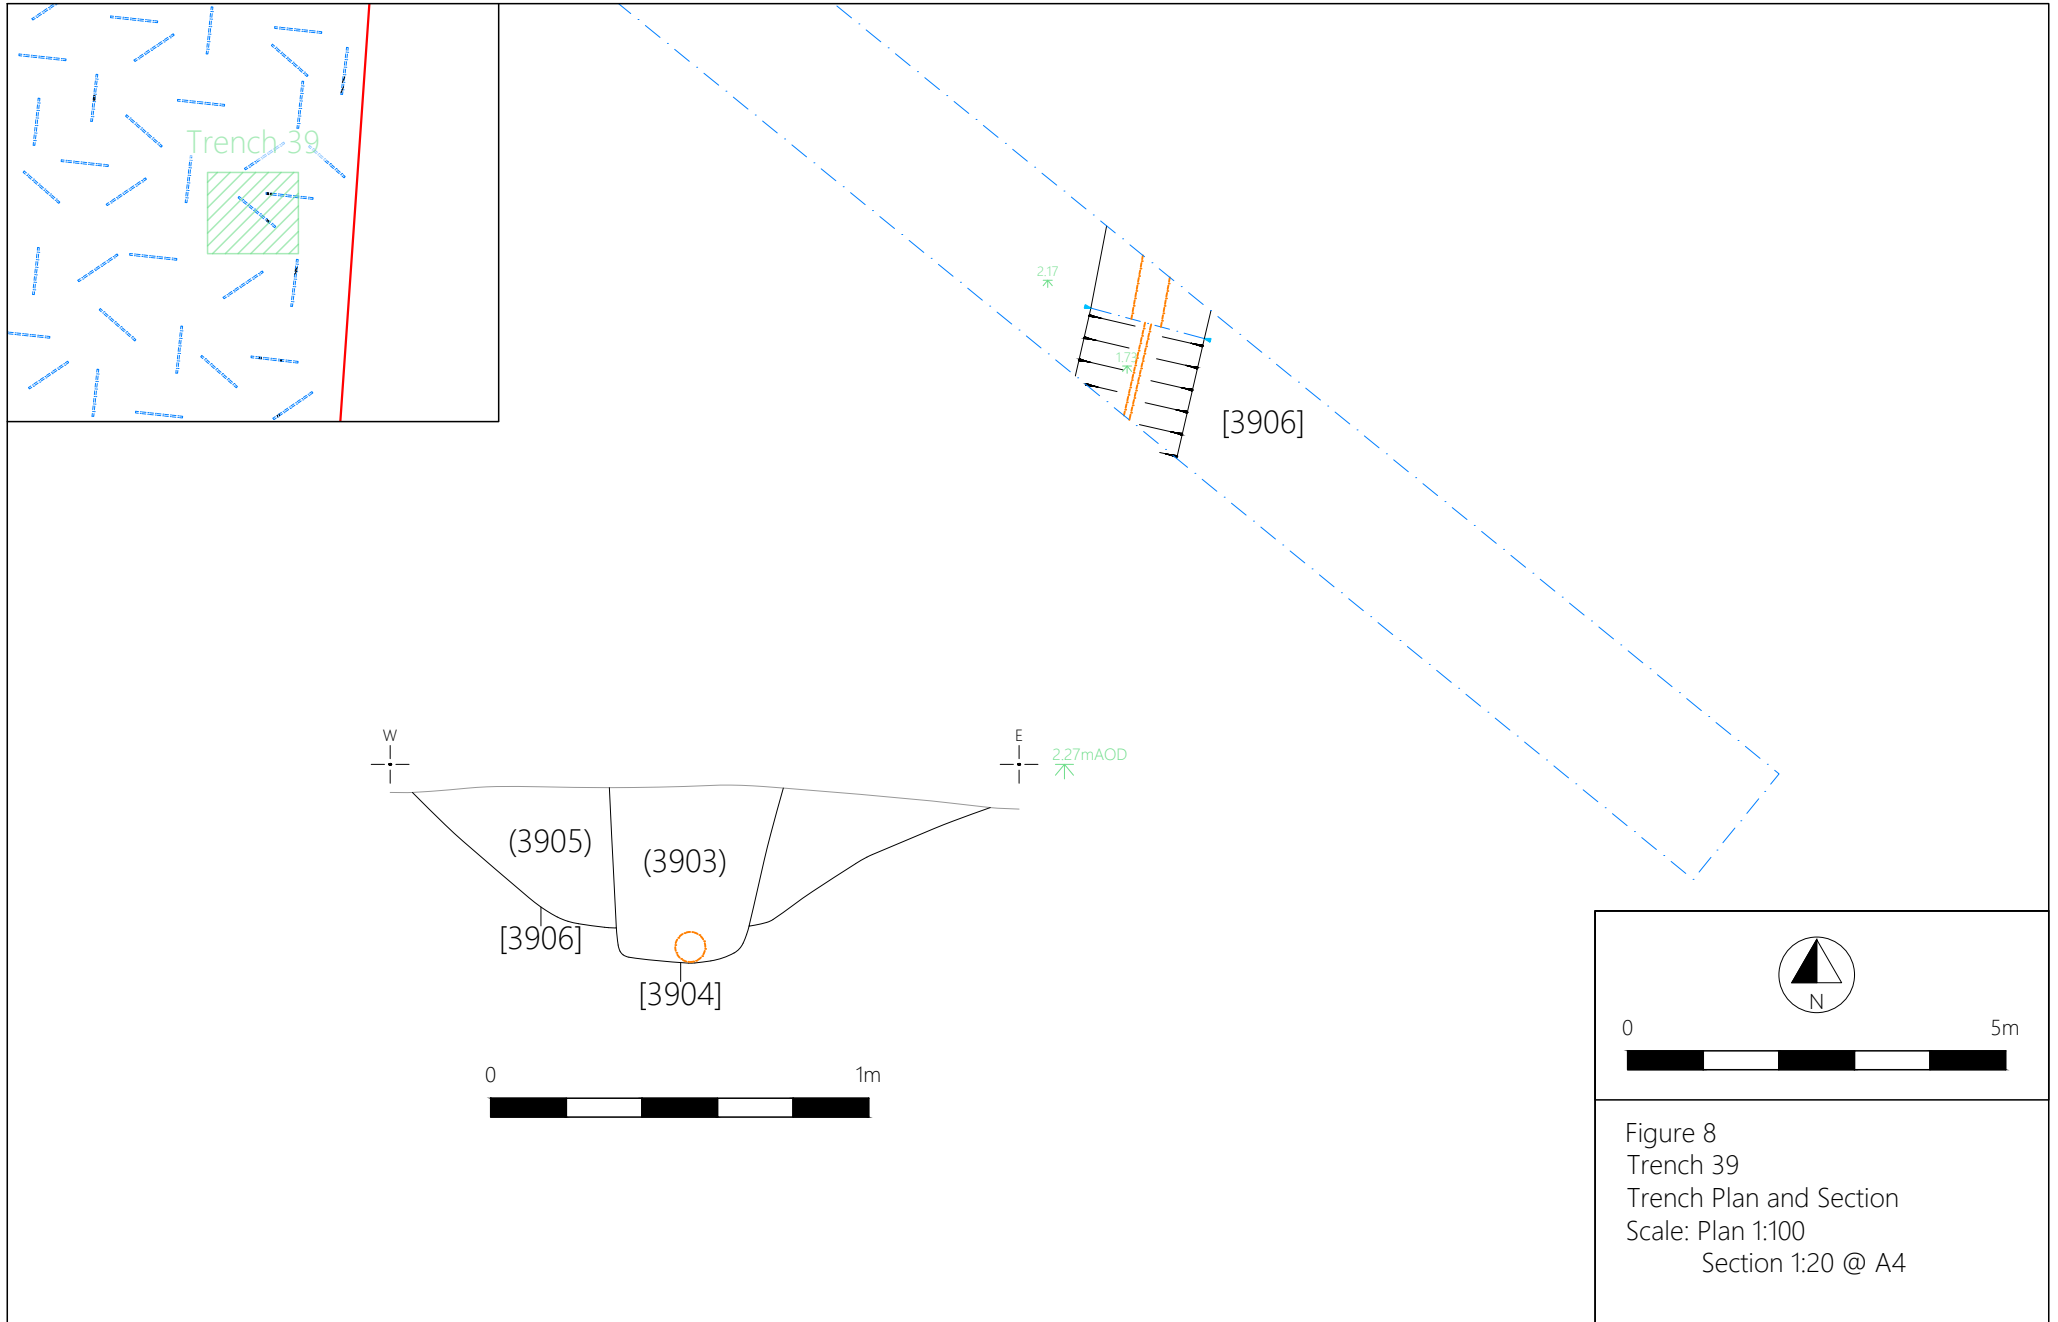 Trench 39
2.17
1.73
[3906]
W
E
2.27mAOD
(3905)
(3903)
[3906]
[3904]
0
1m
N
0
5m
Figure 8
Trench 39
Trench Plan and Section
Scale: Plan 1:100
Section 1:20 @ A4